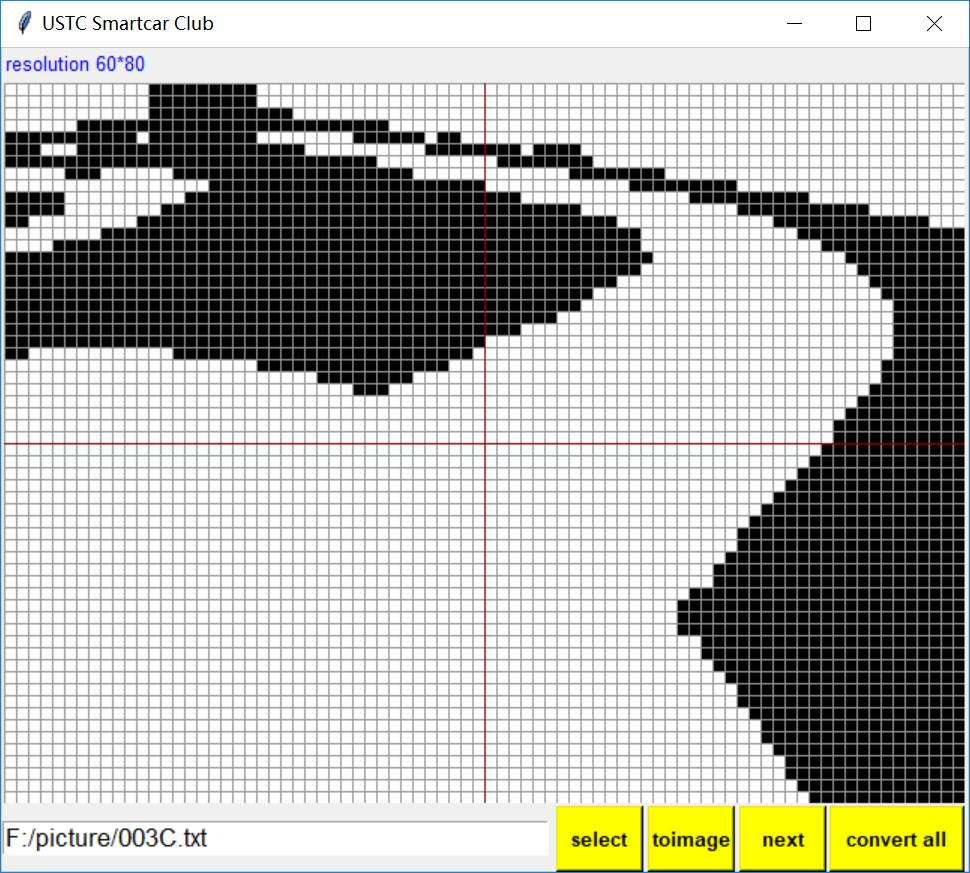 USTC Smartcar Club
resolution 60*80
F:/picture/003C.txt
select
toimage
next
convert all